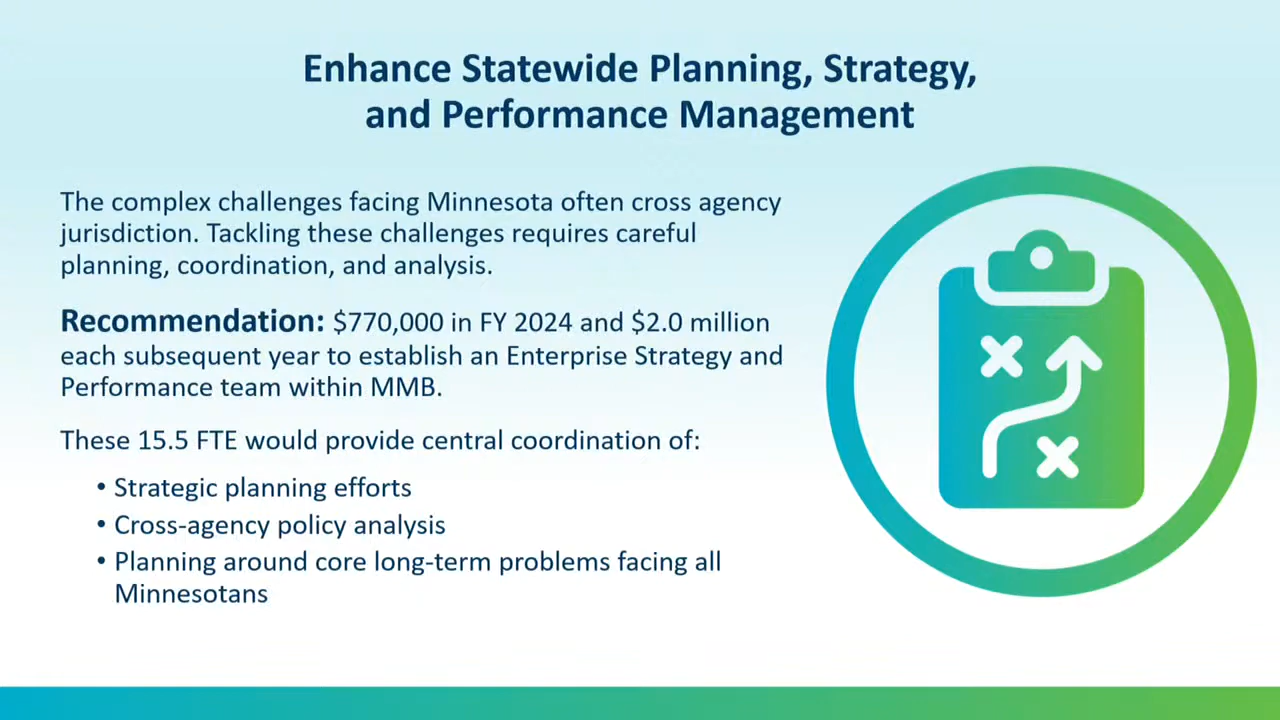 Enhance Statewide Planning, Strategy,
and Performance Management
The complex challenges facing Minnesota often cross agency
jurisdiction. Tackling these challenges requires careful
planning, coordination, and analysis.
Recommendation: $770,000 in FY 2024 and $2.0 million
each subsequent year to establish an Enterprise Strategy and
Performance team within MMB.
These 15.5 FTE would provide central coordination of:
• Strategic planning efforts
• Cross-agency policy analysis
• Planning around core long-term problems facing all
Minnesotans